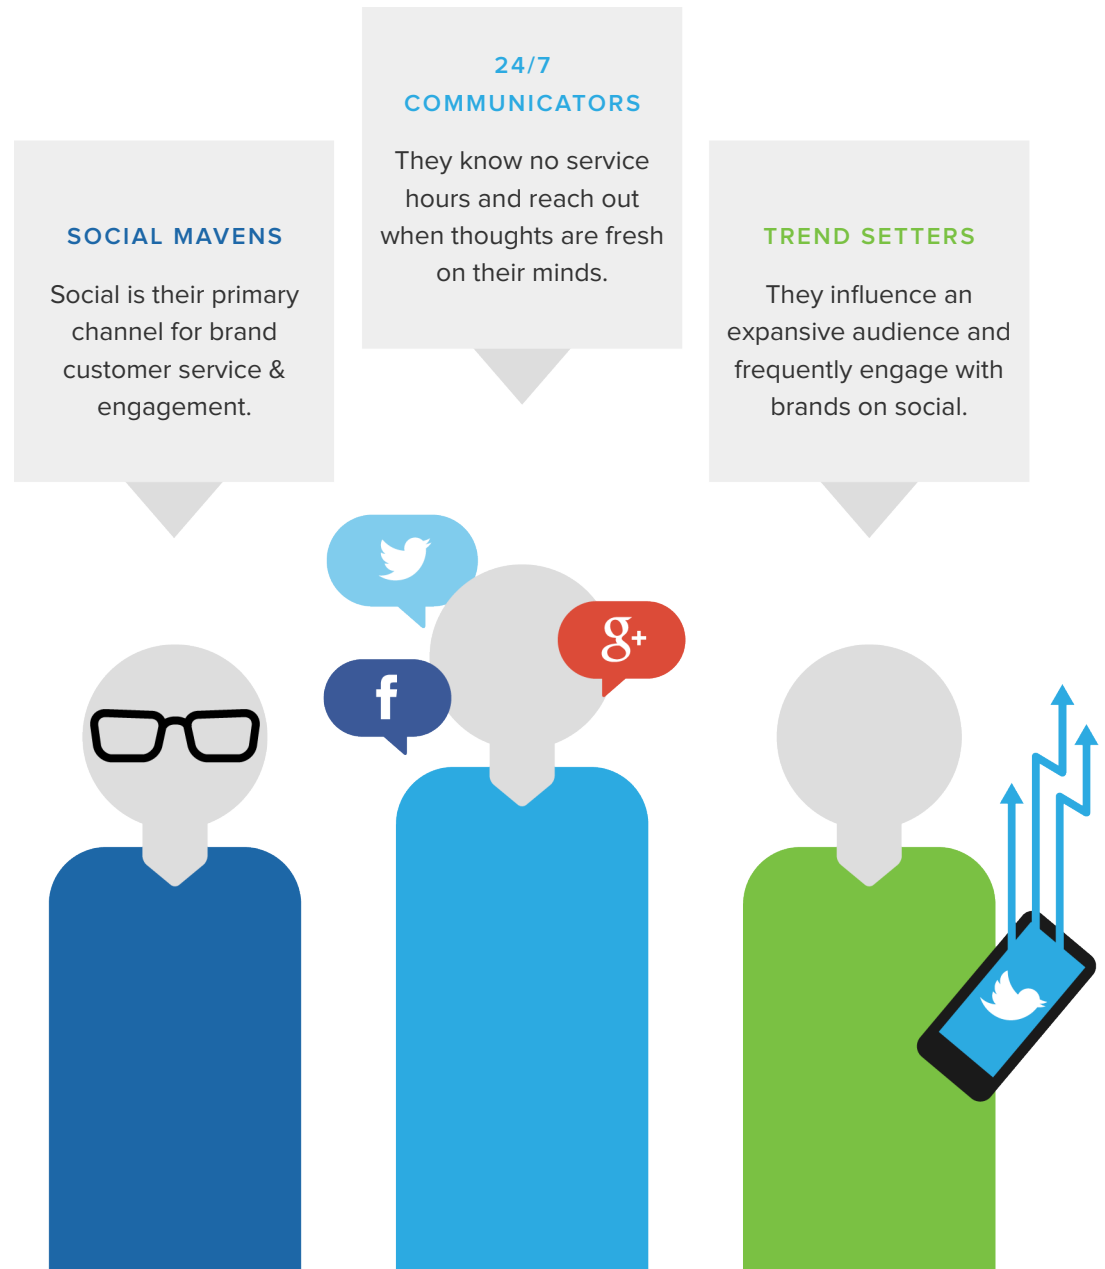 24/7
COMMUNICATORS
They know no service
hours and reach out
when thoughts are fresh
on their minds.
SOCIAL MAVENS
Social is their primary
channel for brand
customer service &
engagement.
TREND SETTERS
They influence an
expansive audience and
frequently engage with
brands on social.
g+
f